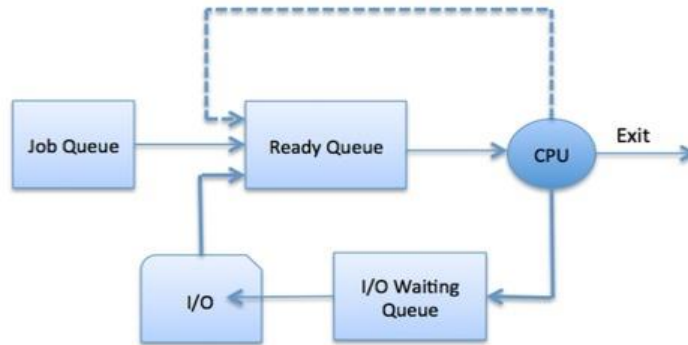 Job Queue
Ready Queue
CPU
Exit
I/O
I/O Waiting
Queue